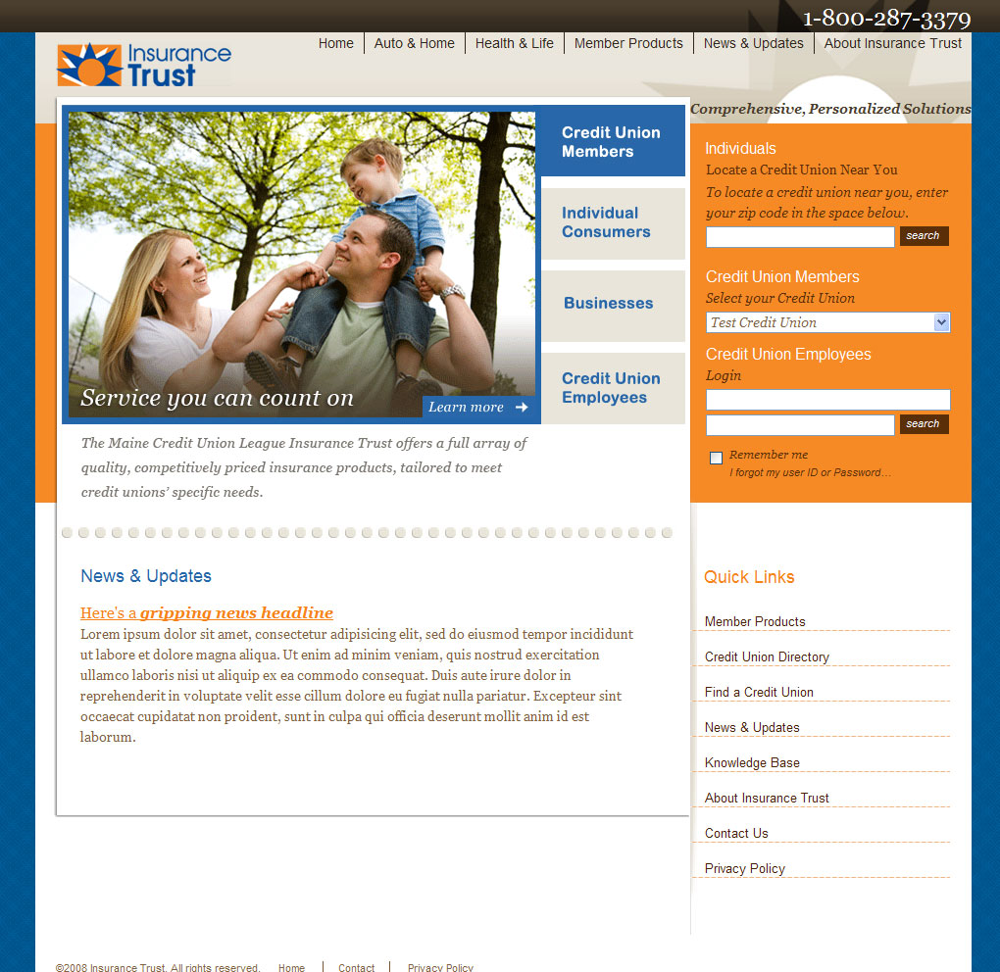 1-800-287-3379
Insurance
Trust
Home
Auto & Home
Health & Life
Member Products
News & Updates
About Insurance Trust
Comprehensive, Personalized Solutions
Credit Union
Members
Individual
Consumers
Businesses
Credit Union
Employees
Service you can count on
Learn more
The Maine Credit Union League Insurance Trust offers a full array of
quality, competitively priced insurance products, tailored to meet
credit unions’ specific needs.
News & Updates
Here's a gripping news headline
Lorem ipsum dolor sit amet, consectetur adipisicing elit, sed do eiusmod tempor incididunt
ut labore et dolore magna aliqua. Ut enim ad minim veniam, quis nostrud exercitation
ullamco laboris nisi ut aliquip ex ea commodo consequat. Duis aute irure dolor in
reprehenderit in voluptate velit esse cillum dolore eu fugiat nulla pariatur. Excepteur sint
occaecat cupidatat non proident, sunt in culpa qui officia deserunt mollit anim id est
laborum.
Individuals
Locate a Credit Union Near You
To locate a credit union near you, enter
your zip code in the space below.
search
Credit Union Members
Select your Credit Union
Test Credit Union
Credit Union Employees
Login
search
Remember me
I forgot my user ID or Password...
Quick Links
Member Products
Credit Union Directory
Find a Credit Union
News & Updates
Knowledge Base
About Insurance Trust
Contact Us
Privacy Policy
©2008 Insurance Trust. All rights reserved.
Home
Contact
Privacy Policy